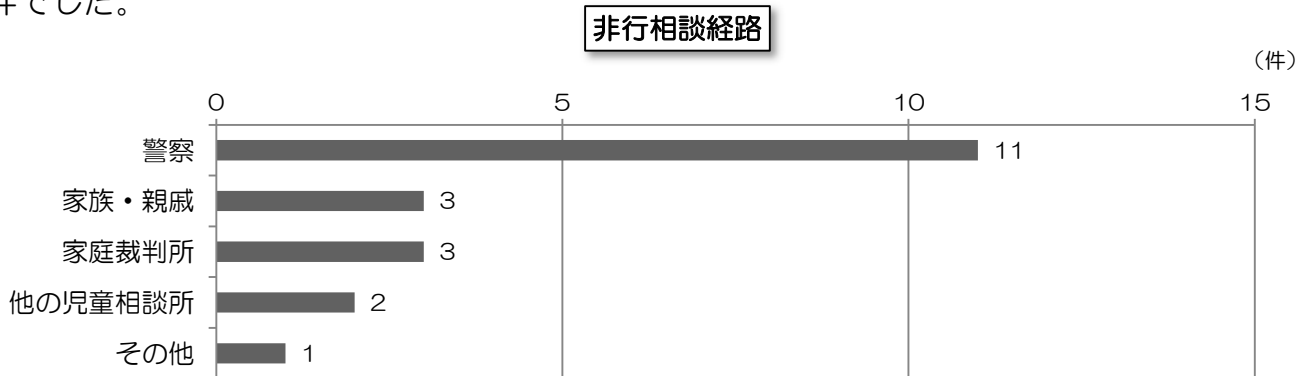 件でした。
非行相談経路
（件）
0 5 10 15
警察 11
家族・親戚 3
家庭裁判所 3
他の児童相談所 2
その他 1